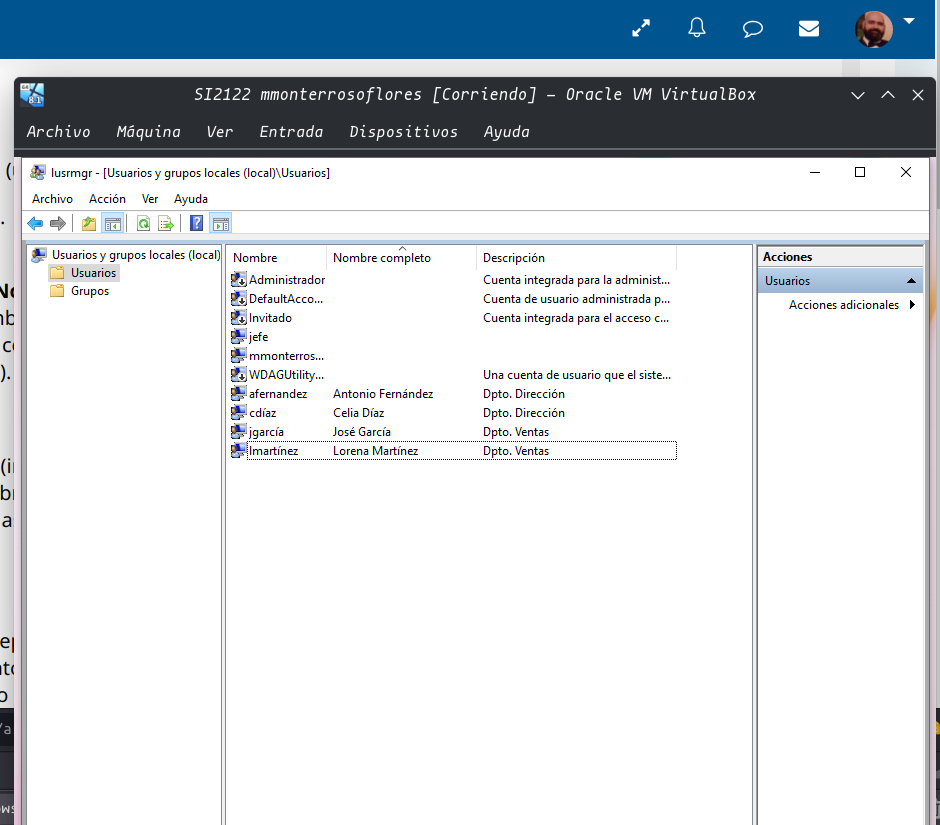 SI2122 mmonterrosoflores [Corriendo] – Oracle VM VirtualBox
Archivo Máquina Ver Entrada Dispositivos Ayuda
lusrmgr - [Usuarios y grupos locales (local)\Usuarios]
Archivo Acción Ver Ayuda
Usuarios y grupos locales (local)
Usuarios
Grupos
Nombre Nombre completo Descripción
Administrador Cuenta integrada para la administ...
DefaultAcco... Cuenta de usuario administrada p...
Invitado Cuenta integrada para el acceso c...
jefe
mmonterros...
WDAGUtility... Una cuenta de usuario que el siste...
afernandez Antonio Fernández Dpto. Dirección
cdíaz Celia Díaz Dpto. Dirección
jgarcía José García Dpto. Ventas
lmartínez Lorena Martínez Dpto. Ventas
Acciones
Usuarios
Acciones adicionales